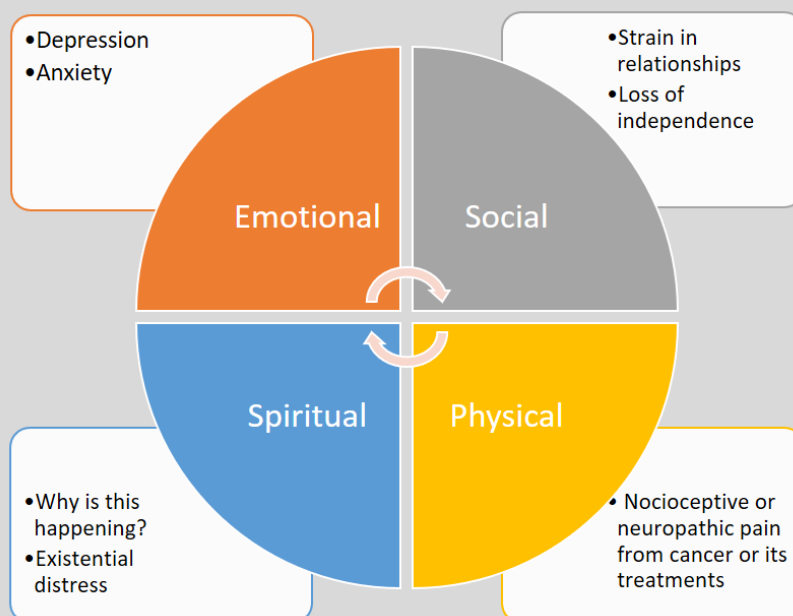 •Depression
•Anxiety
•Strain in
relationships
•Loss of
independence
Emotional
Social
Spiritual
Physical
•Why is this
happening?
•Existential
distress
• Nocioceptive or
neuropathic pain
from cancer or its
treatments